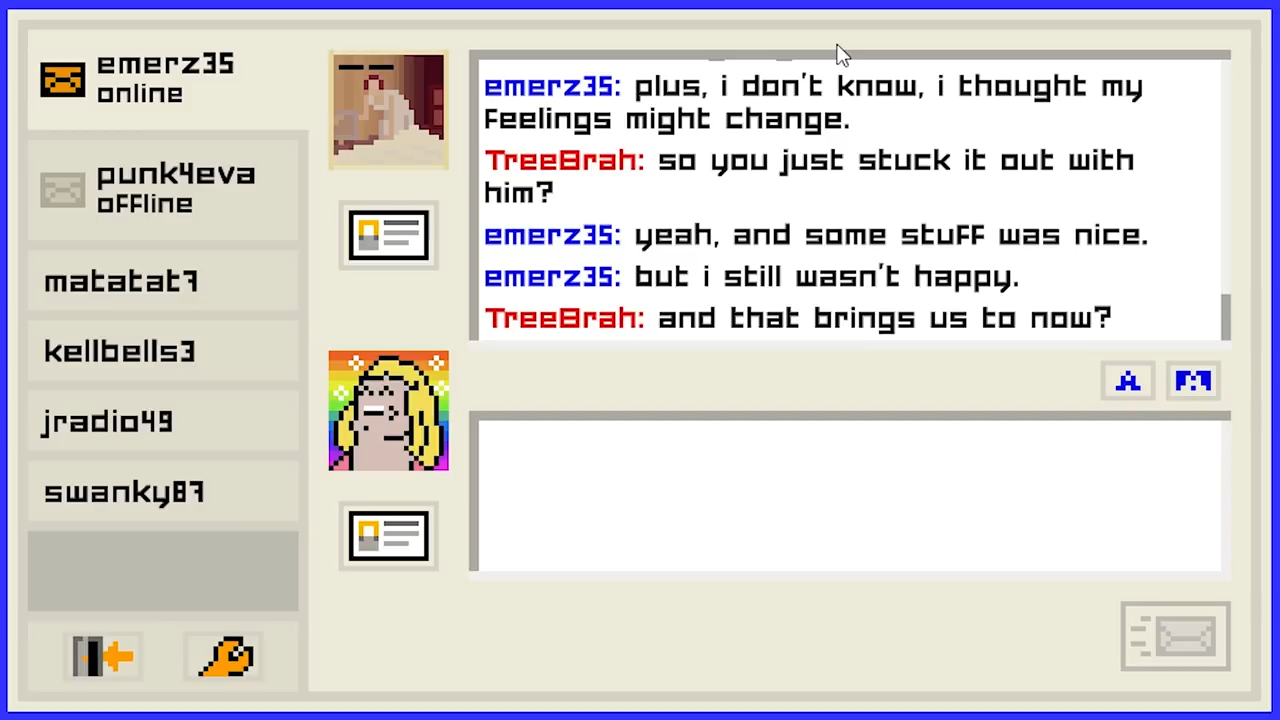 emerz35
online
punk4eva
offline
matatat7
kellbells3
jradio49
swanky87
emerz35: plus, i don't know, i thought my
feelings might change.
TreeBrah: so you just stuck it out with
him?
emerz35: yeah, and some stuff was nice.
emerz35: but i still wasn't happy.
TreeBrah: and that brings us to now?
A